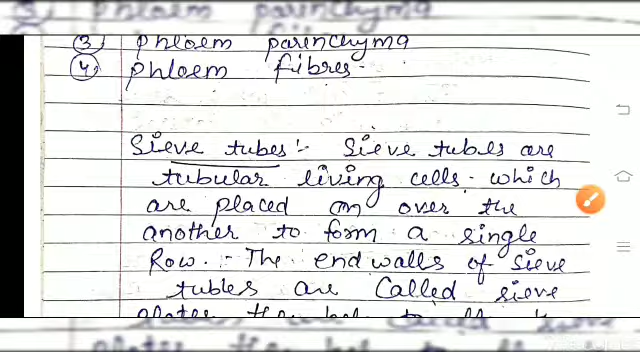 ③ Phloem parenchyma
④ Phloem fibres-
Sieve tubes:- Sieve tubes are
tubular living cells. which
are placed on over the
another to form a single
Row. - The end walls of Sieve
tubes are Called sieve